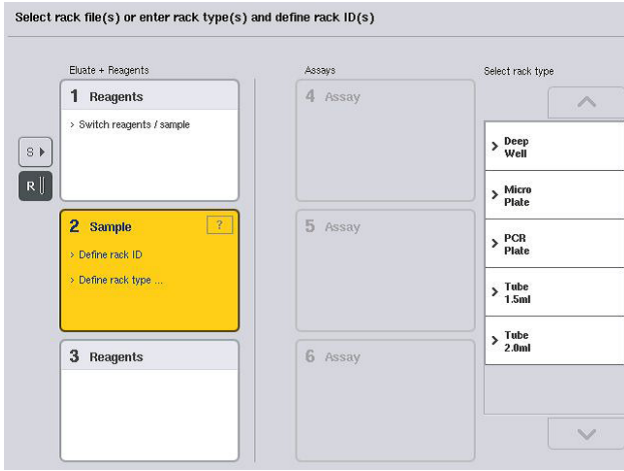 Select rack file(s) or enter rack type(s) and define rack ID(s)
Eluate + Reagents
Assays
Select rack type
1 Reagents
> Switch reagents / sample
4 Assay
S
R
> Deep
Well
> Micro
Plate
2 Sample ?
> Define rack ID
> Define rack type ...
5 Assay
> PCR
Plate
> Tube
1.5ml
> Tube
2.0ml
3 Reagents
6 Assay